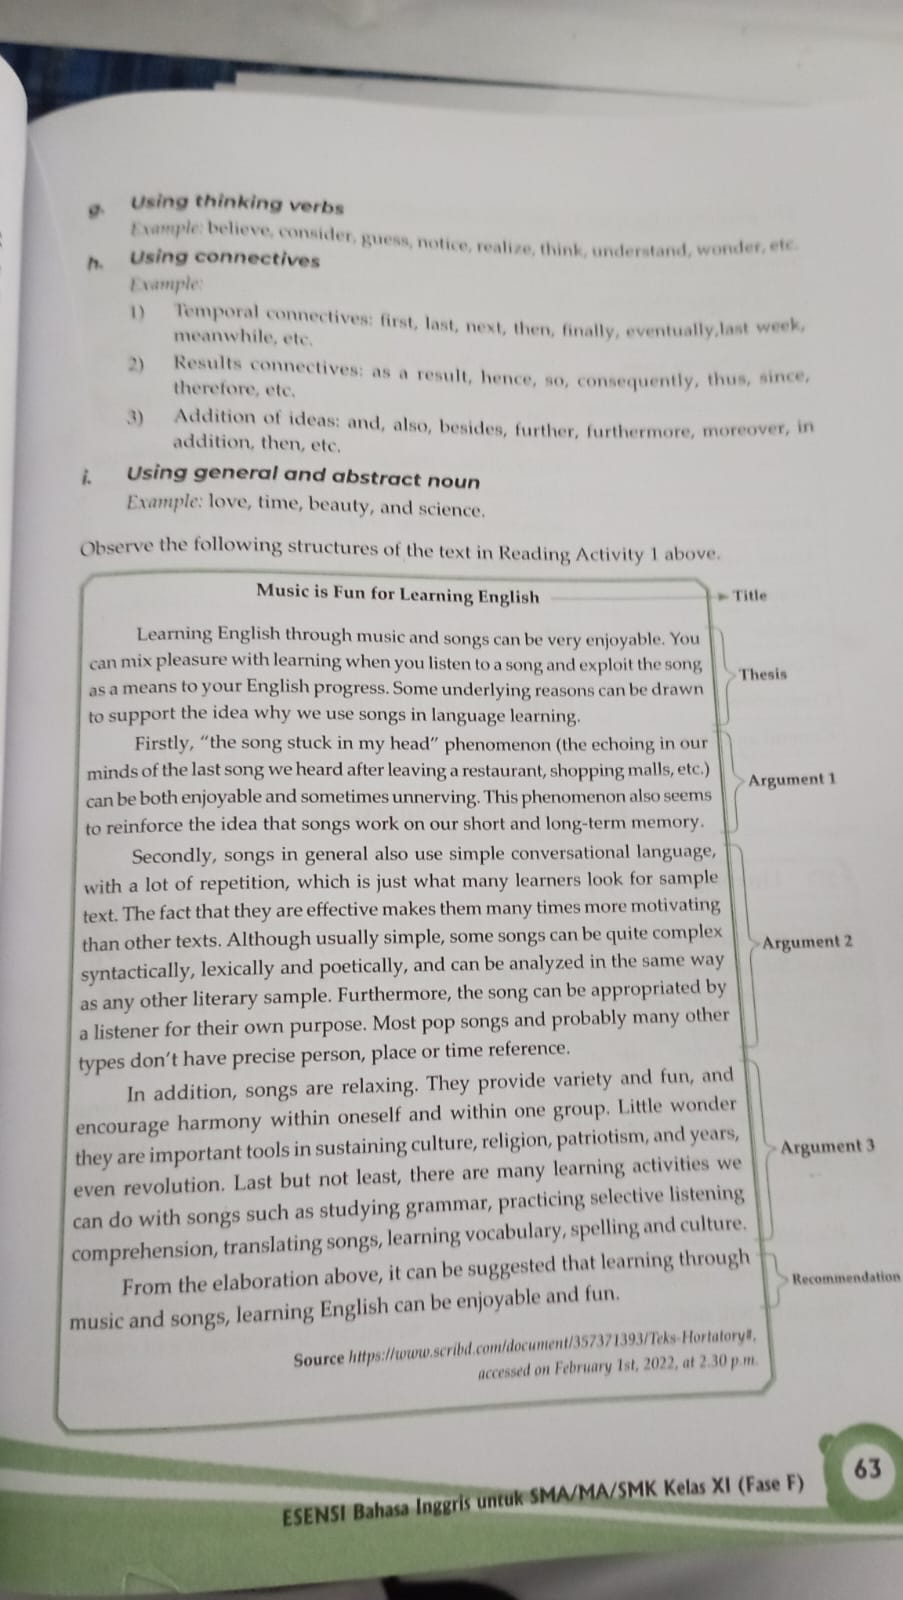 g. Using thinking verbs
Example: believe, consider, guess, notice, realize, think, understand, wonder, etc.
h. Using connectives
Example:
1) Temporal connectives: first, last, next, then, finally, eventually,last week,
meanwhile, etc.
2) Results connectives: as a result, hence, so, consequently, thus, since,
therefore, etc.
3) Addition of ideas: and, also, besides, further, furthermore, moreover, in
addition, then, etc.
i. Using general and abstract noun
Example: love, time, beauty, and science.
Observe the following structures of the text in Reading Activity 1 above.
Music is Fun for Learning English
Title
Learning English through music and songs can be very enjoyable. You
can mix pleasure with learning when you listen to a song and exploit the song
as a means to your English progress. Some underlying reasons can be drawn
to support the idea why we use songs in language learning.
Thesis
Firstly, "the song stuck in my head" phenomenon (the echoing in our
minds of the last song we heard after leaving a restaurant, shopping malls, etc.)
can be both enjoyable and sometimes unnerving. This phenomenon also seems
to reinforce the idea that songs work on our short and long-term memory.
Argument 1
Secondly, songs in general also use simple conversational language,
with a lot of repetition, which is just what many learners look for sample
text. The fact that they are effective makes them many times more motivating
than other texts. Although usually simple, some songs can be quite complex
syntactically, lexically and poetically, and can be analyzed in the same way
as any other literary sample. Furthermore, the song can be appropriated by
a listener for their own purpose. Most pop songs and probably many other
types don't have precise person, place or time reference.
Argument 2
In addition, songs are relaxing. They provide variety and fun, and
encourage harmony within oneself and within one group. Little wonder
they are important tools in sustaining culture, religion, patriotism, and years,
even revolution. Last but not least, there are many learning activities we
can do with songs such as studying grammar, practicing selective listening
comprehension, translating songs, learning vocabulary, spelling and culture.
Argument 3
From the elaboration above, it can be suggested that learning through
music and songs, learning English can be enjoyable and fun.
Recommendation
Source https://www.scribd.com/document/357371393/Teks-Hortatory#,
accessed on February 1st, 2022, at 2.30 p.m.
ESENSI Bahasa Inggris untuk SMA/MA/SMK Kelas XI (Fase F)
63